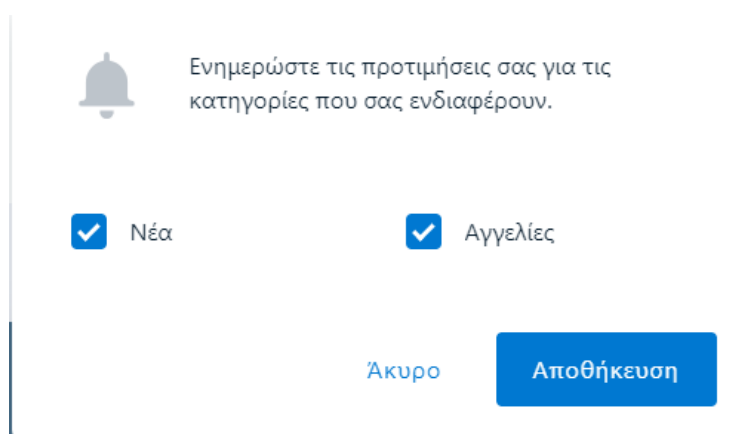 Ενημερώστε τις προτιμήσεις σας για τις
κατηγορίες που σας ενδιαφέρουν.
Νέα
Αγγελίες
Άκυρο
Αποθήκευση